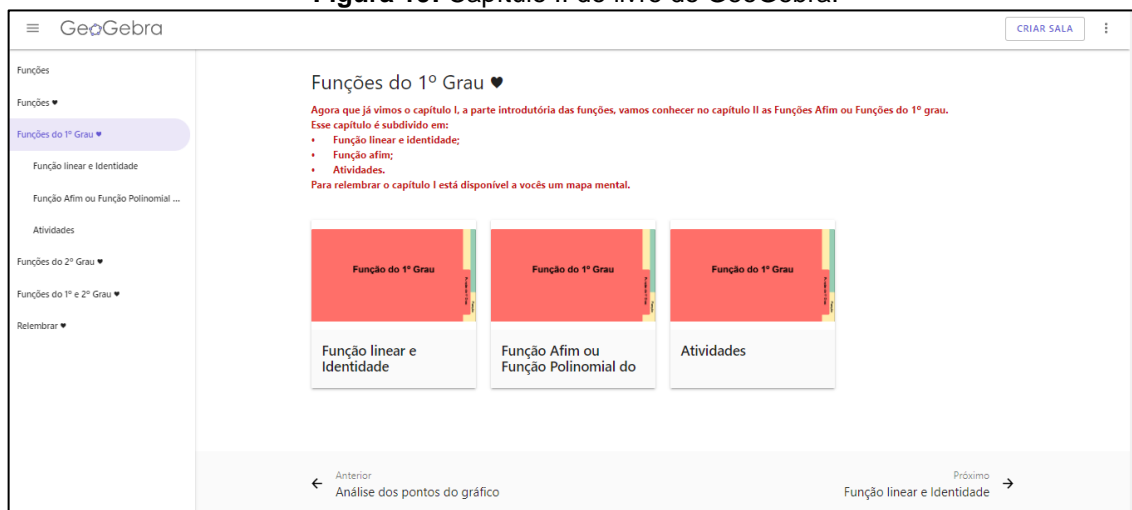 Figura 15. Capítulo II do livro do GeoGebra.
GeoGebra
CRIAR SALA
Funções
Funções ♥
Funções do 1º Grau ♥
Função linear e Identidade
Função Afim ou Função Polinomial ...
Atividades
Funções do 2º Grau ♥
Funções do 1º e 2º Grau ♥
Relembrar ♥
Funções do 1º Grau ♥
Agora que já vimos o capítulo I, a parte introdutória das funções, vamos conhecer no capítulo II as Funções Afim ou Funções do 1º grau.
Esse capítulo é subdividido em:
• Função linear e identidade;
• Função afim;
• Atividades.
Para relembrar o capítulo I está disponível a vocês um mapa mental.
Função do 1º Grau
Função linear e
Identidade
Função do 1º Grau
Função Afim ou
Função Polinomial do
Função do 1º Grau
Atividades
Anterior
Análise dos pontos do gráfico
Próximo
Função linear e Identidade